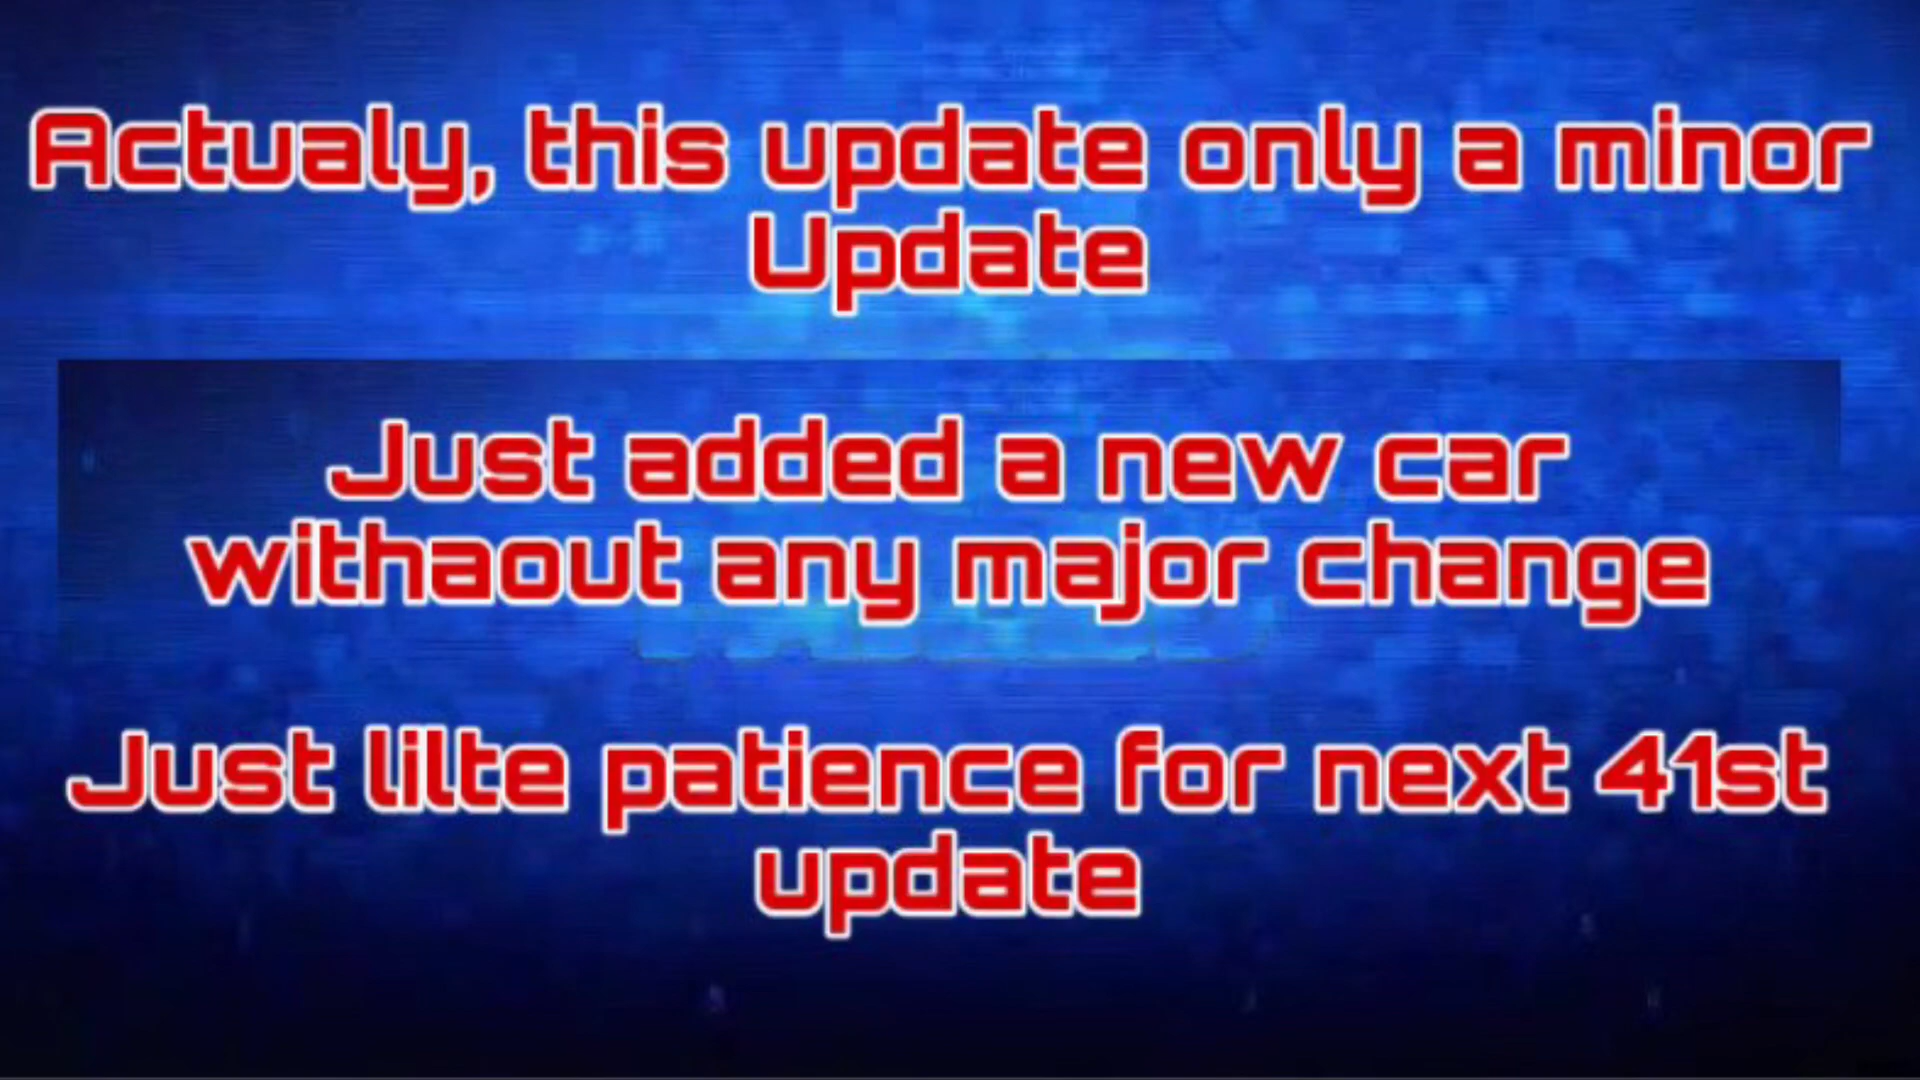 Actualy, this update only a minor
Update
Just added a new car
withaout any major change
Just lilte patience for next 41st
update